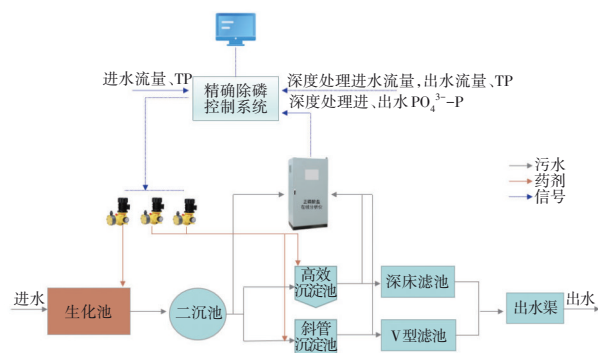 进水流量、TP
精确除磷
控制系统
深度处理进水流量,出水流量、TP
深度处理进、出水PO₄³⁻-P
污水
药剂
信号
进水
生化池
二沉池
高效
沉淀池
斜管
沉淀池
深床滤池
V型滤池
出水渠
出水